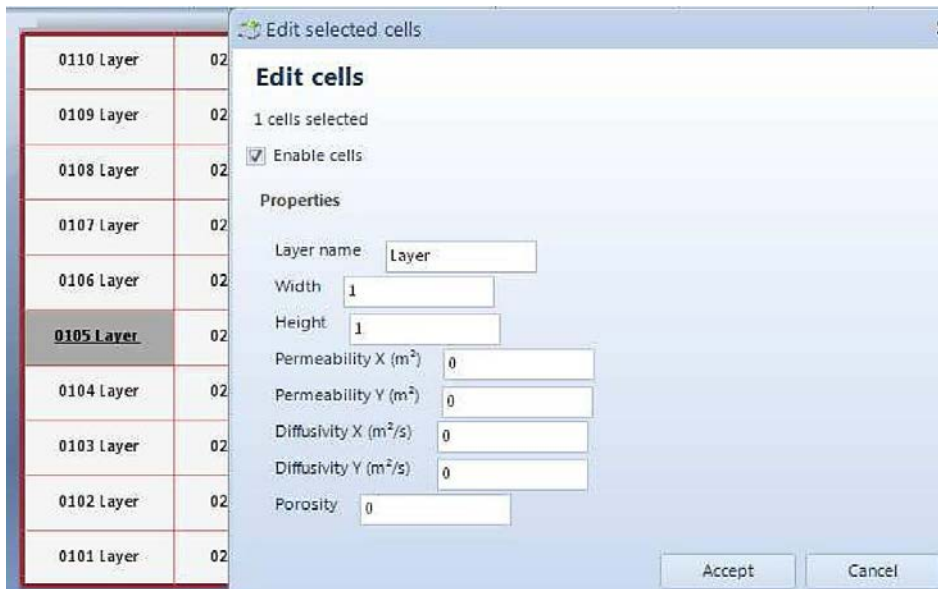 Edit selected cells
Edit cells
1 cells selected
Enable cells
Properties
Layer name Layer
Width 1
Height 1
Permeability X (m²) 0
Permeability Y (m²) 0
Diffusivity X (m²/s) 0
Diffusivity Y (m²/s) 0
Porosity 0
Accept Cancel
0110 Layer 02
0109 Layer 02
0108 Layer 02
0107 Layer 02
0106 Layer 02
0105 Layer 02
0104 Layer 02
0103 Layer 02
0102 Layer 02
0101 Layer 02